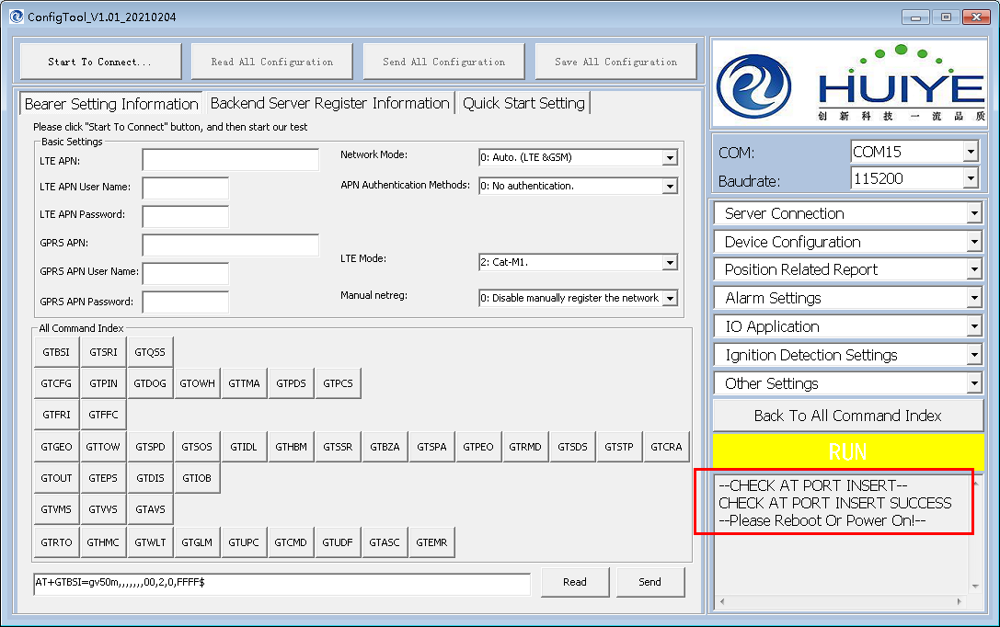 ConfigTool_V1.01_20210204
Start To Connect...
Read All Configuration
Send All Configuration
Save All Configuration
Bearer Setting Information
Backend Server Register Information
Quick Start Setting
Please click "Start To Connect" button, and then start our test
Basic Settings
LTE APN:
Network Mode:
0: Auto. (LTE &GSM)
LTE APN User Name:
APN Authentication Methods:
0: No authentication.
LTE APN Password:
GPRS APN:
LTE Mode:
2: Cat-M1.
GPRS APN User Name:
Manual netreg:
0: Disable manually register the network
GPRS APN Password:
All Command Index
GTBSI GTSRI GTQSS
GTCFG GTPIN GTDOG GTOWH GTTMA GTPDS GTPCS
GTFRI GTFFC
GTGEO GTTOW GTSPD GTSOS GTIDL GTHBM GTSSR GTBZA GTSPA GTPEO GTRMD GTSDS GTSTP GTCRA
GTOUT GTEPS GTDIS GTIOB
GTVMS GTVVS GTAVS
GTRTO GTHMC GTWLT GTGLM GTUPC GTCMD GTUDF GTASC GTEMR
AT+GTBSI=gv50m,,,,,,,00,2,0,FFFF$
Read
Send
HUIYE
创新科技一流品质
COM:
COM15
Baudrate:
115200
Server Connection
Device Configuration
Position Related Report
Alarm Settings
IO Application
Ignition Detection Settings
Other Settings
Back To All Command Index
RUN
--CHECK AT PORT INSERT--
CHECK AT PORT INSERT SUCCESS
--Please Reboot Or Power On!--